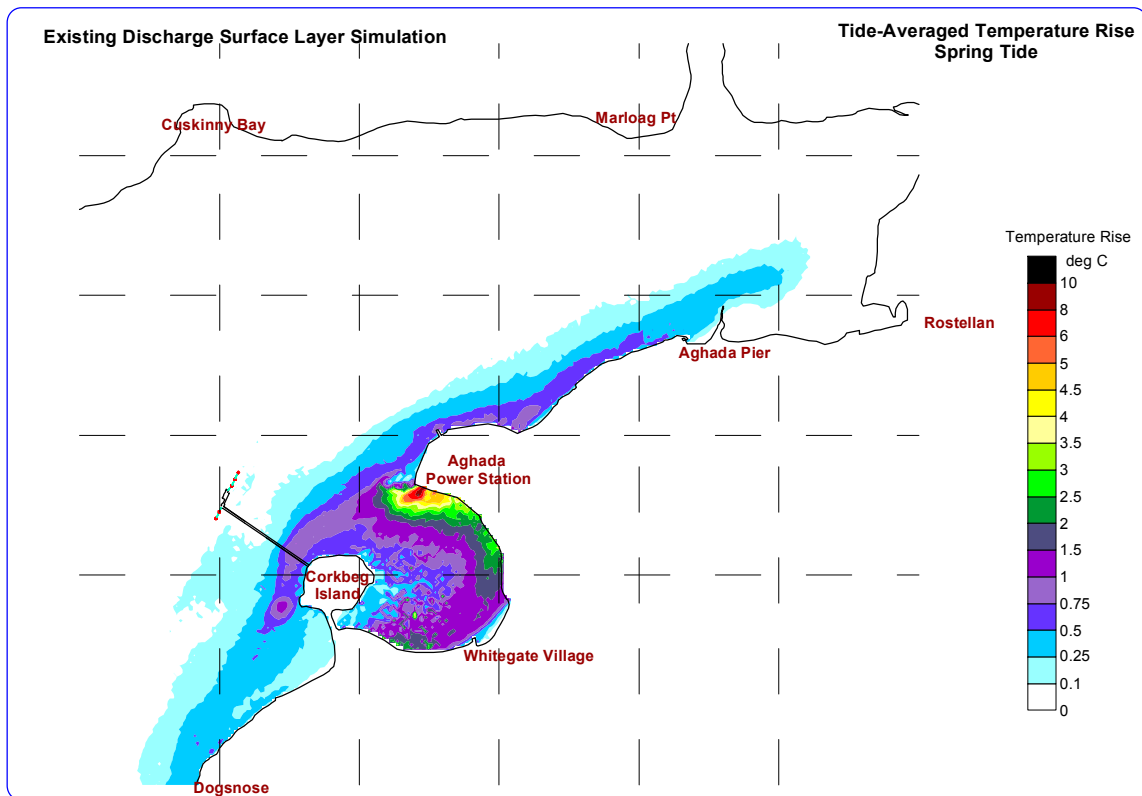 Existing Discharge Surface Layer Simulation
Tide-Averaged Temperature Rise
Spring Tide
Cuskinny Bay
Marloag Pt
Rostellan
Aghada Pier
Aghada
Power Station
Corkbeg
Island
Whitegate Village
Dogsnose
Temperature Rise
deg C
10
8
6
5
4.5
4
3.5
3
2.5
2
1.5
1
0.75
0.5
0.25
0.1
0